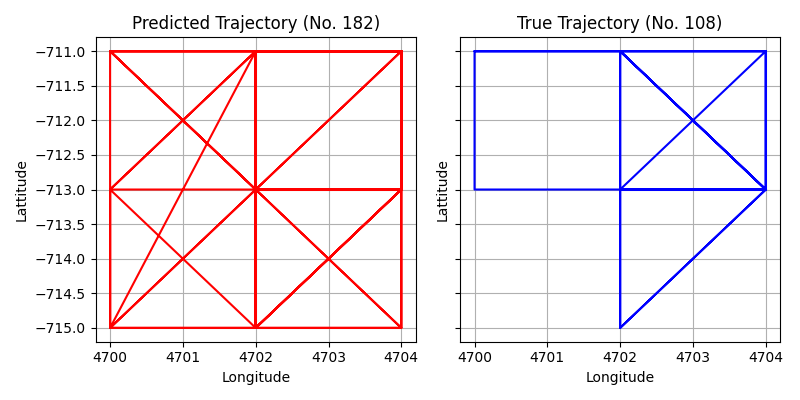 Predicted Trajectory (No. 182)
True Trajectory (No. 108)
Lattitude
−711.0
−711.5
−712.0
−712.5
−713.0
−713.5
−714.0
−714.5
−715.0
4700 4701 4702 4703 4704
Longitude
Lattitude
4700 4701 4702 4703 4704
Longitude